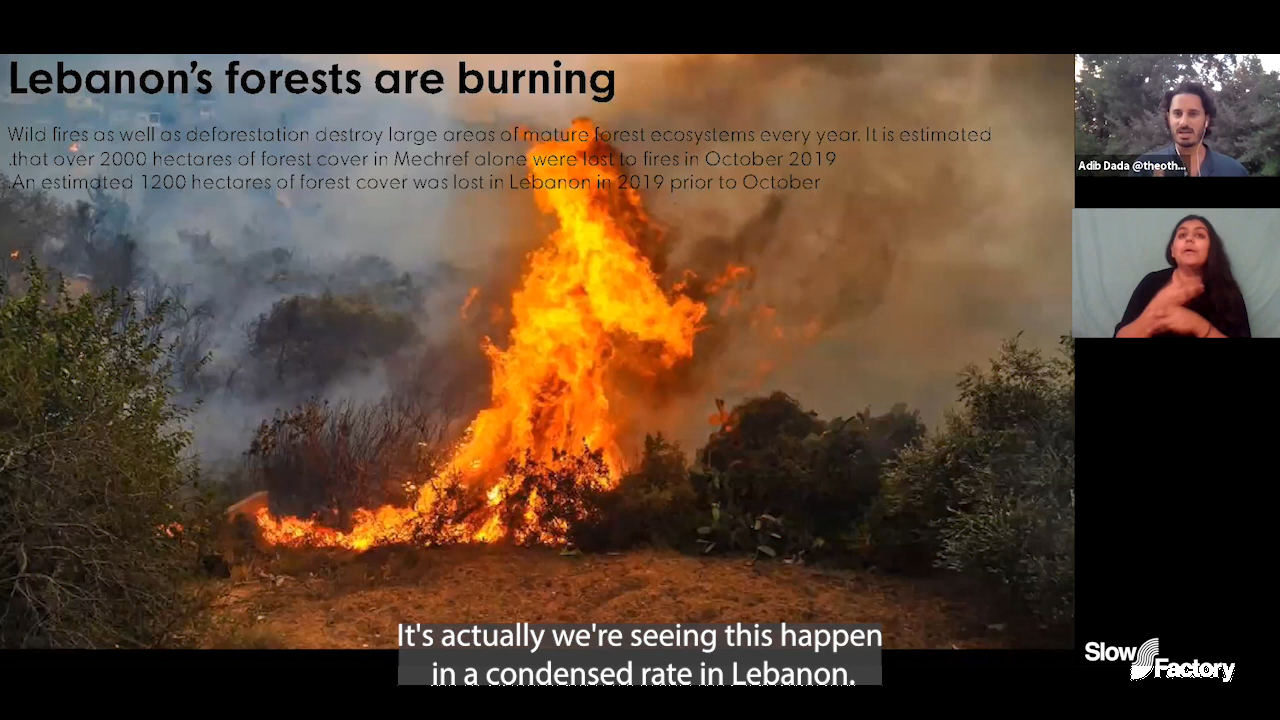 Lebanon's forests are burning
Wild fires as well as deforestation destroy large areas of mature forest ecosystems every year. It is estimated
.that over 2000 hectares of forest cover in Mechref alone were lost to fires in October 2019
.An estimated 1200 hectares of forest cover was lost in Lebanon in 2019 prior to October
Adib Dada @theoth...
It's actually we're seeing this happen
in a condensed rate in Lebanon.
Slow
Factory